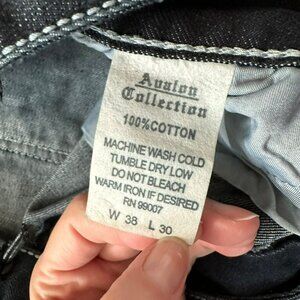 Avalon
Collection
100%COTTON
MACHINE WASH COLD
TUMBLE DRY LOW
DO NOT BLEACH
WARM IRON IF DESIRED
RN 99007
W 38 L 30